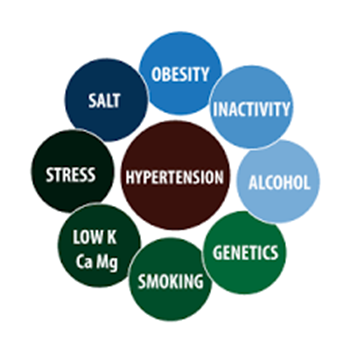 OBESITY
INACTIVITY
ALCOHOL
GENETICS
SMOKING
LOW K
Ca Mg
STRESS
SALT
HYPERTENSION